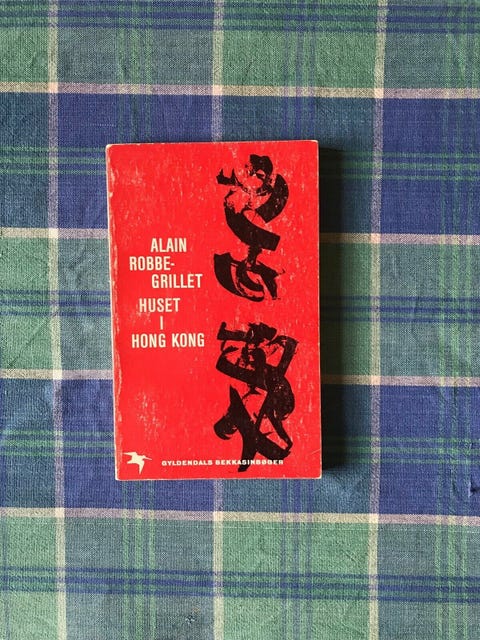 ALAIN
ROBBE-
GRILLET
HUSET
I
HONG KONG
GYLDENDALS BEKKASINBØGER